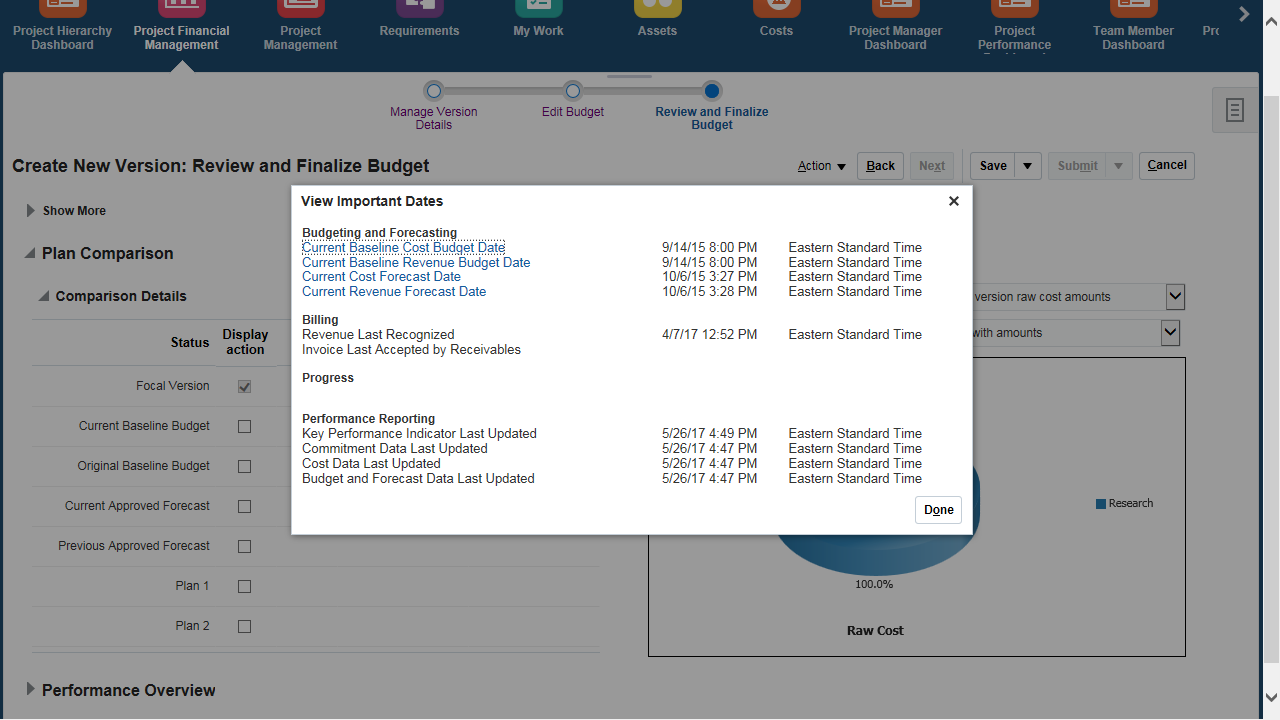 Project Hierarchy Dashboard
Project Financial Management
Project Management
Requirements
My Work
Assets
Costs
Project Manager Dashboard
Project Performance
Team Member Dashboard
Manage Version Details
Edit Budget
Review and Finalize Budget
Create New Version: Review and Finalize Budget
Action
Back
Next
Save
Submit
Cancel
Show More
Plan Comparison
Comparison Details
Status
Display action
Focal Version
Current Baseline Budget
Original Baseline Budget
Current Approved Forecast
Previous Approved Forecast
Plan 1
Plan 2
version raw cost amounts
with amounts
Research
100.0%
Raw Cost
Performance Overview
View Important Dates
Budgeting and Forecasting
Current Baseline Cost Budget Date 9/14/15 8:00 PM Eastern Standard Time
Current Baseline Revenue Budget Date 9/14/15 8:00 PM Eastern Standard Time
Current Cost Forecast Date 10/6/15 3:27 PM Eastern Standard Time
Current Revenue Forecast Date 10/6/15 3:28 PM Eastern Standard Time
Billing
Revenue Last Recognized 4/7/17 12:52 PM Eastern Standard Time
Invoice Last Accepted by Receivables
Progress
Performance Reporting
Key Performance Indicator Last Updated 5/26/17 4:49 PM Eastern Standard Time
Commitment Data Last Updated 5/26/17 4:47 PM Eastern Standard Time
Cost Data Last Updated 5/26/17 4:47 PM Eastern Standard Time
Budget and Forecast Data Last Updated 5/26/17 4:47 PM Eastern Standard Time
Done